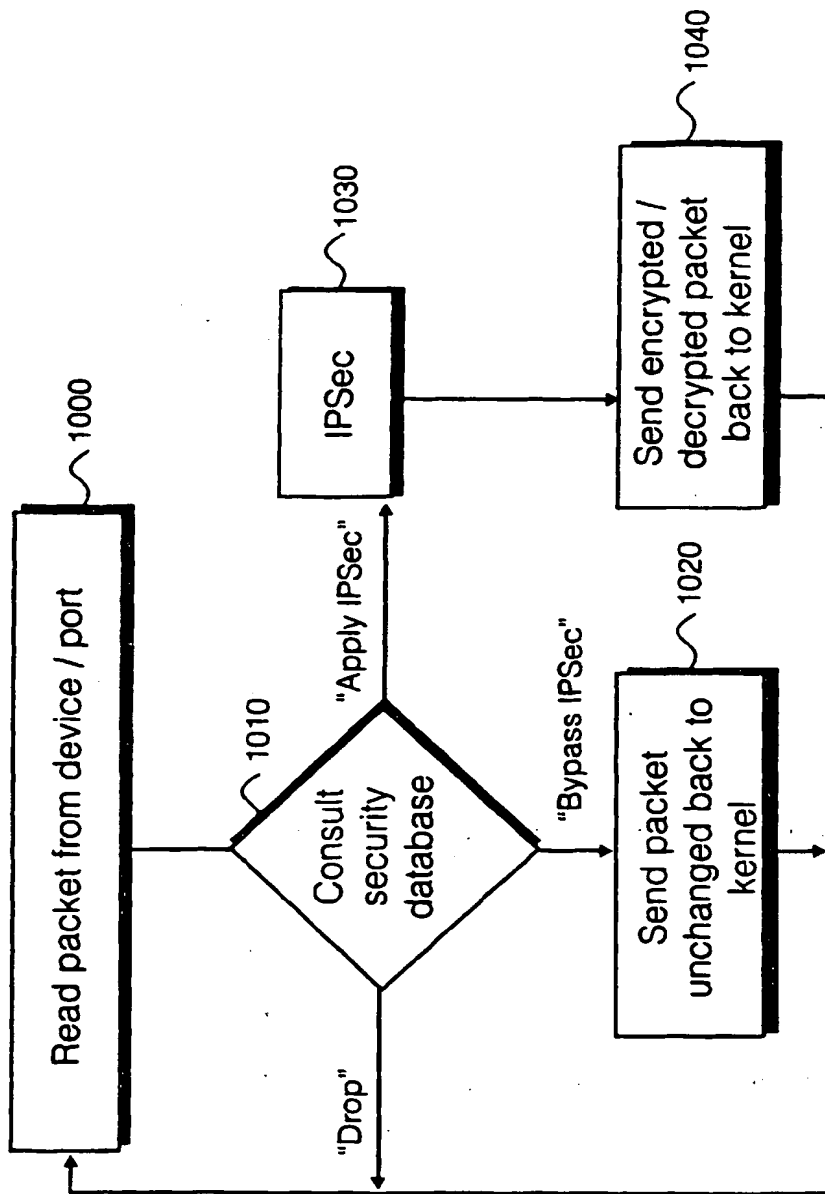 Read packet from device / port
1000
Consult
security
database
1010
"Drop"
"Apply IPSec"
IPSec
1030
"Bypass IPSec"
Send packet
unchanged back to
kernel
1020
Send encrypted /
decrypted packet
back to kernel
1040